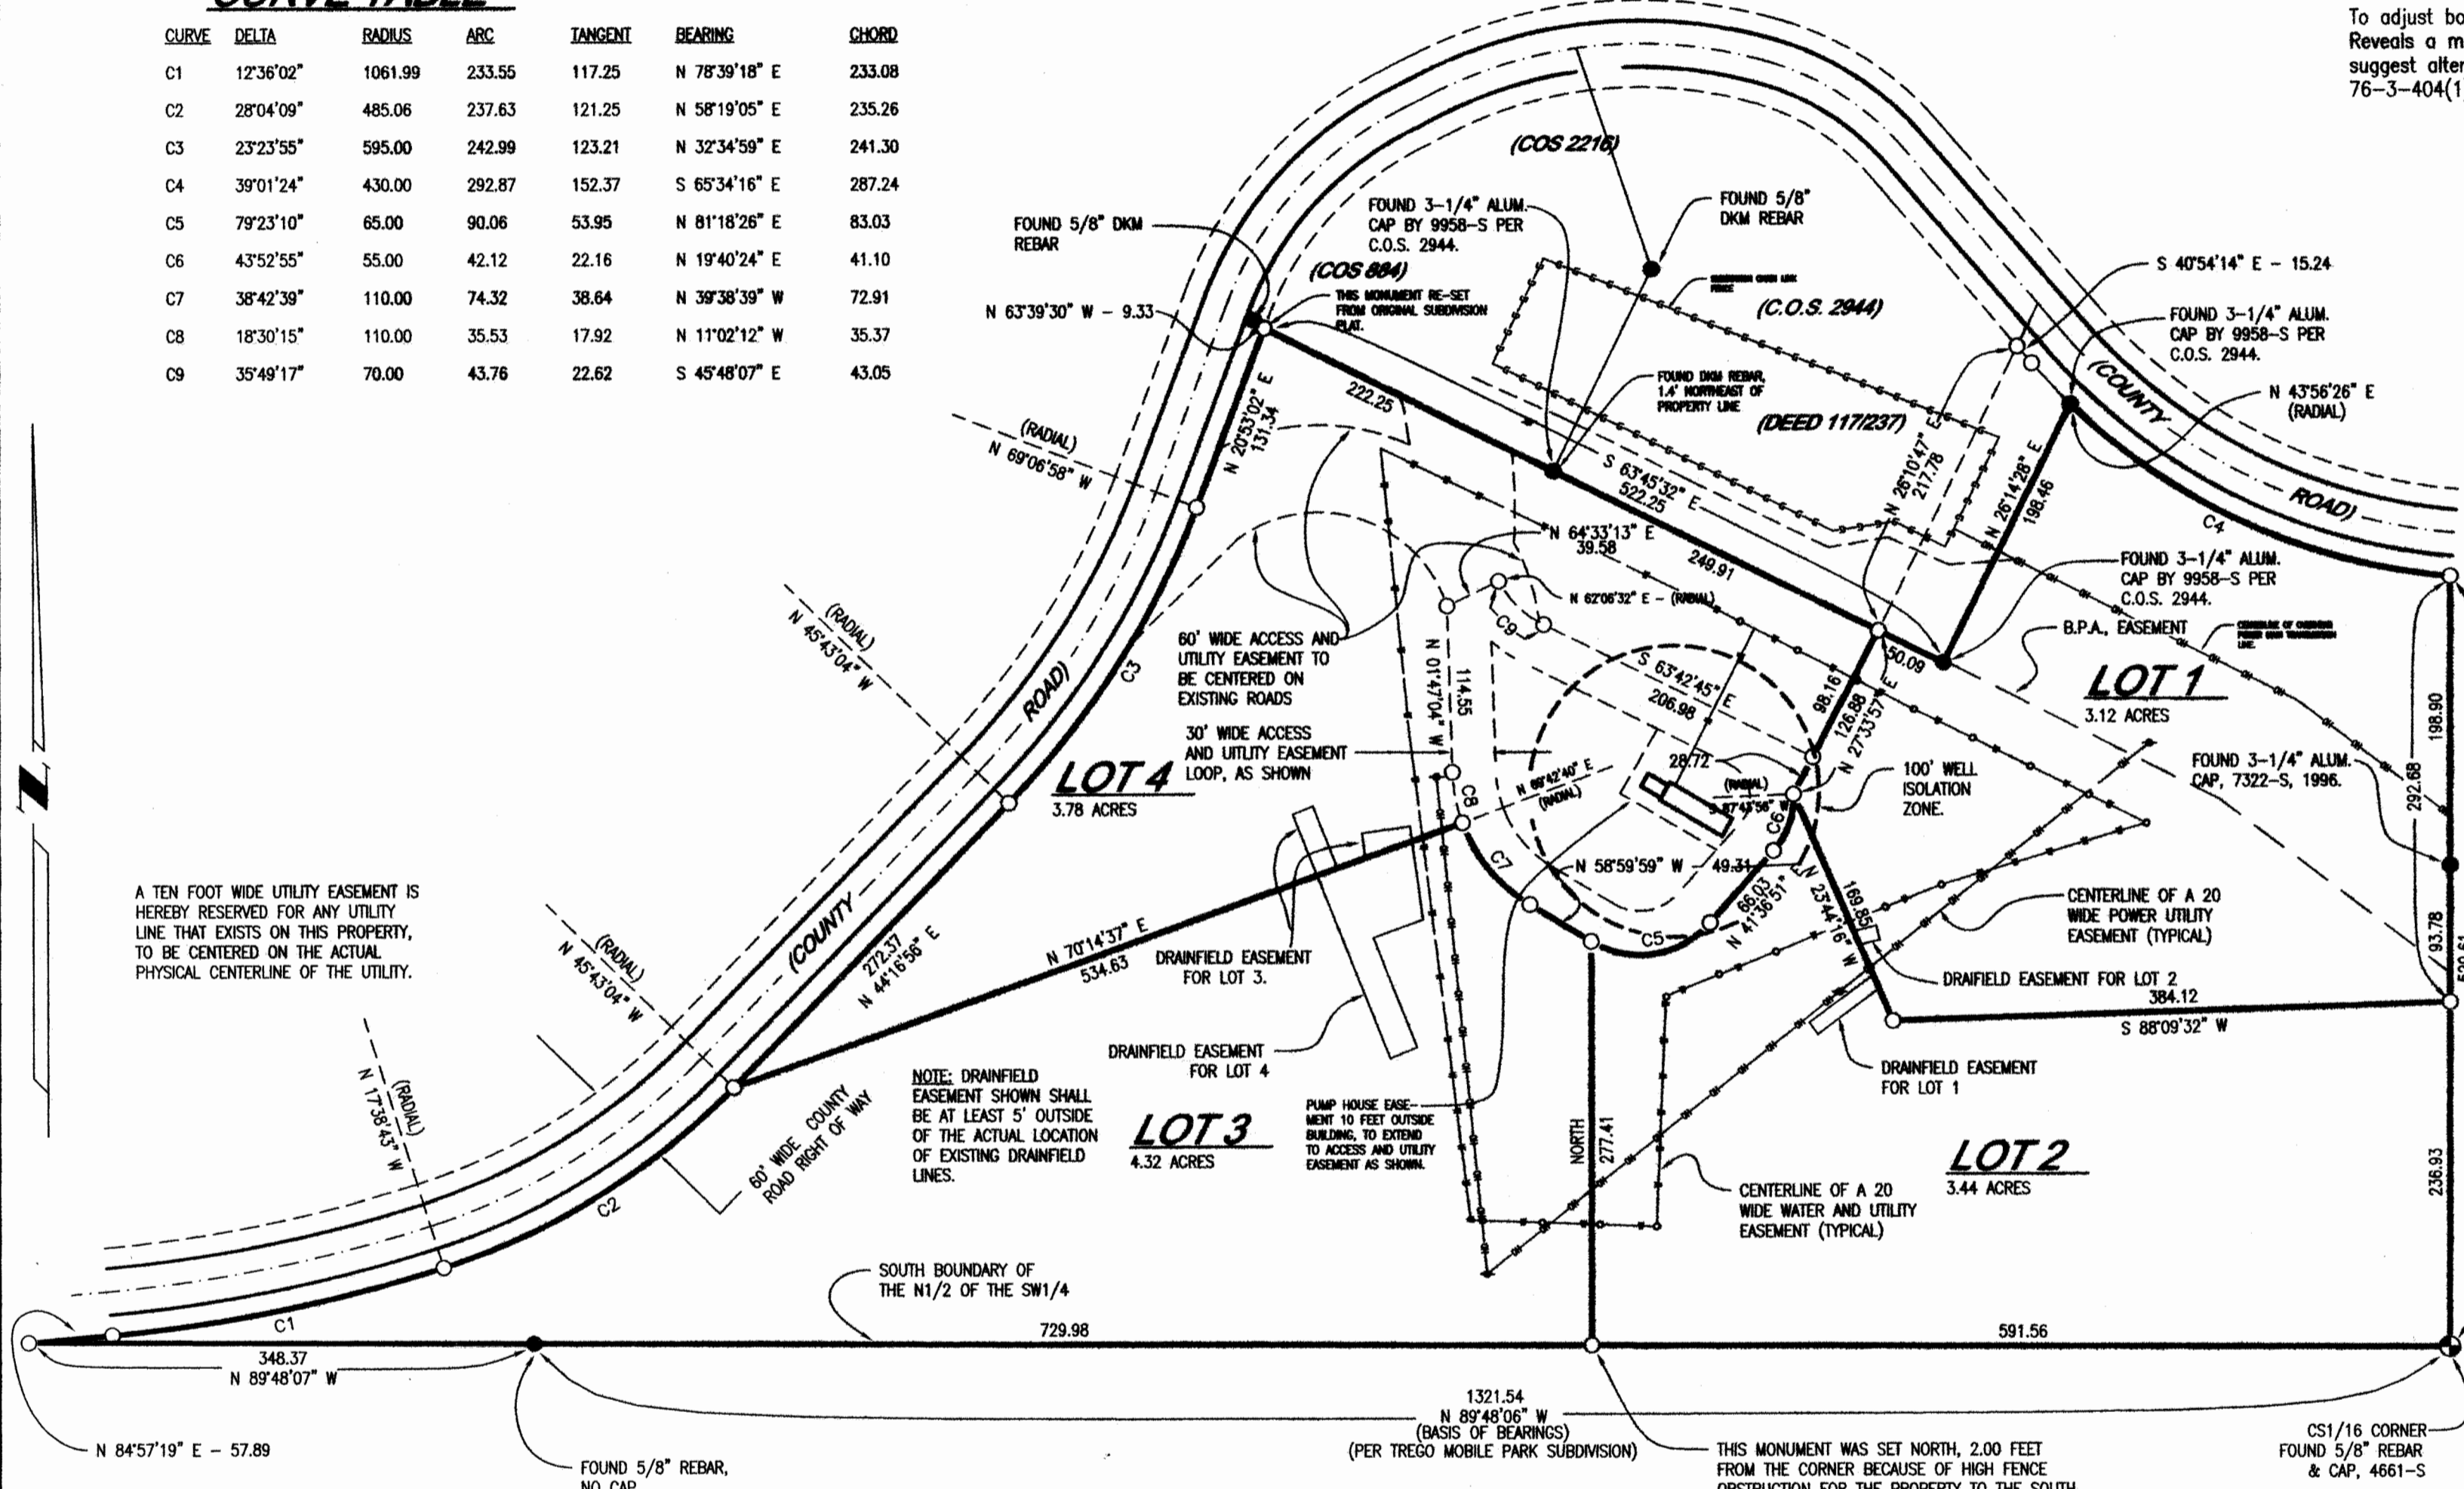 CURVE TABLE
CURVE DELTA RADIUS ARC TANGENT BEARING CHORD
C1 12°36'02" 1061.99 233.55 117.25 N 78°39'18" E 233.08
C2 28°04'09" 485.06 237.63 121.25 N 58°19'05" E 235.26
C3 23°23'55" 595.00 242.99 123.21 N 32°34'59" E 241.30
C4 39°01'24" 430.00 292.87 152.37 S 65°34'16" E 287.24
C5 79°23'10" 65.00 90.06 53.95 N 81°18'26" E 83.03
C6 43°52'55" 55.00 42.12 22.16 N 19°40'24" E 41.10
C7 38°42'39" 110.00 74.32 38.64 N 39°38'39" W 72.91
C8 18°30'15" 110.00 35.53 17.92 N 11°02'12" W 35.37
C9 35°49'17" 70.00 43.76 22.62 S 45°48'07" E 43.05
To adjust bo
Reveals a m
suggest alter
76-3-404(1
(COS 2216)
FOUND 5/8" DKM
REBAR
FOUND 3-1/4" ALUM.
CAP BY 9958-S PER
C.O.S. 2944.
FOUND 5/8"
DKM REBAR
(COS 884)
THIS MONUMENT RE-SET
FROM ORIGINAL SUBDIVISION
PLAT.
N 63°39'30" W - 9.33
FENCE
(C.O.S. 2944)
S 40°54'14" E - 15.24
FOUND 3-1/4" ALUM.
CAP BY 9958-S PER
C.O.S. 2944.
(COUNTY
ROAD)
N 43°56'26" E
(RADIAL)
FOUND DKM REBAR,
1.4' NORTHEAST OF
PROPERTY LINE
(DEED 117/237)
222.25
N 20°53'02" E
131.34
(RADIAL)
N 69°06'58" W
S 63°45'32" E
522.25
N 26°10'47" E
217.78
N 26°14'28" E
198.46
C4
N 64°33'13" E
39.58
249.91
FOUND 3-1/4" ALUM.
CAP BY 9958-S PER
C.O.S. 2944.
N 62°06'32" E - (RADIAL)
C9
B.P.A., EASEMENT
(RADIAL)
N 45°43'04" W
C3
60' WIDE ACCESS AND
UTILITY EASEMENT TO
BE CENTERED ON
EXISTING ROADS
N 01°47'04" W
114.55
S 63°42'45" E
206.98
50.09
98.16
126.88
N 27°33'57" E
LOT 1
3.12 ACRES
198.90
292.68
30' WIDE ACCESS
AND UITLITY EASEMENT
LOOP, AS SHOWN
LOT 4
3.78 ACRES
C8
N 69°42'40" E
(RADIAL)
28.72
(RADIAL)
S 87°43'56" W
100' WELL
ISOLATION
ZONE.
FOUND 3-1/4" ALUM.
CAP, 7322-S, 1996.
A TEN FOOT WIDE UTILITY EASEMENT IS
HEREBY RESERVED FOR ANY UTILITY
LINE THAT EXISTS ON THIS PROPERTY,
TO BE CENTERED ON THE ACTUAL
PHYSICAL CENTERLINE OF THE UTILITY.
(COUNTY
ROAD)
(RADIAL)
N 45°43'04" W
272.37
N 44°16'56" E
N 70°14'37" E
534.63
DRAINFIELD EASEMENT
FOR LOT 3.
C7
N 58°59'59" W
49.31
C6
C5
66.03
N 41°36'51" E
169.85
N 23°44'16" W
CENTERLINE OF A 20
WIDE POWER UTILITY
EASEMENT (TYPICAL)
93.78
DRAIFIELD EASEMENT FOR LOT 2
384.12
S 88°09'32" W
(RADIAL)
N 17°38'43" W
DRAINFIELD EASEMENT
FOR LOT 4
DRAINFIELD EASEMENT
FOR LOT 1
60' WIDE COUNTY
ROAD RIGHT OF WAY
NOTE: DRAINFIELD
EASEMENT SHOWN SHALL
BE AT LEAST 5' OUTSIDE
OF THE ACTUAL LOCATION
OF EXISTING DRAINFIELD
LINES.
LOT 3
4.32 ACRES
PUMP HOUSE EASE-
MENT 10 FEET OUTSIDE
BUILDING, TO EXTEND
TO ACCESS AND UTILITY
EASEMENT AS SHOWN.
NORTH
277.41
LOT 2
3.44 ACRES
236.93
CENTERLINE OF A 20
WIDE WATER AND UTILITY
EASEMENT (TYPICAL)
C2
SOUTH BOUNDARY OF
THE N1/2 OF THE SW1/4
C1
729.98
591.56
348.37
N 89°48'07" W
1321.54
N 89°48'06" W
(BASIS OF BEARINGS)
(PER TREGO MOBILE PARK SUBDIVISION)
N 84°57'19" E - 57.89
FOUND 5/8" REBAR,
NO CAP
THIS MONUMENT WAS SET NORTH, 2.00 FEET
FROM THE CORNER BECAUSE OF HIGH FENCE
OBSTRUCTION FOR THE PROPERTY TO THE SOUTH
CS1/16 CORNER
FOUND 5/8" REBAR
& CAP, 4661-S